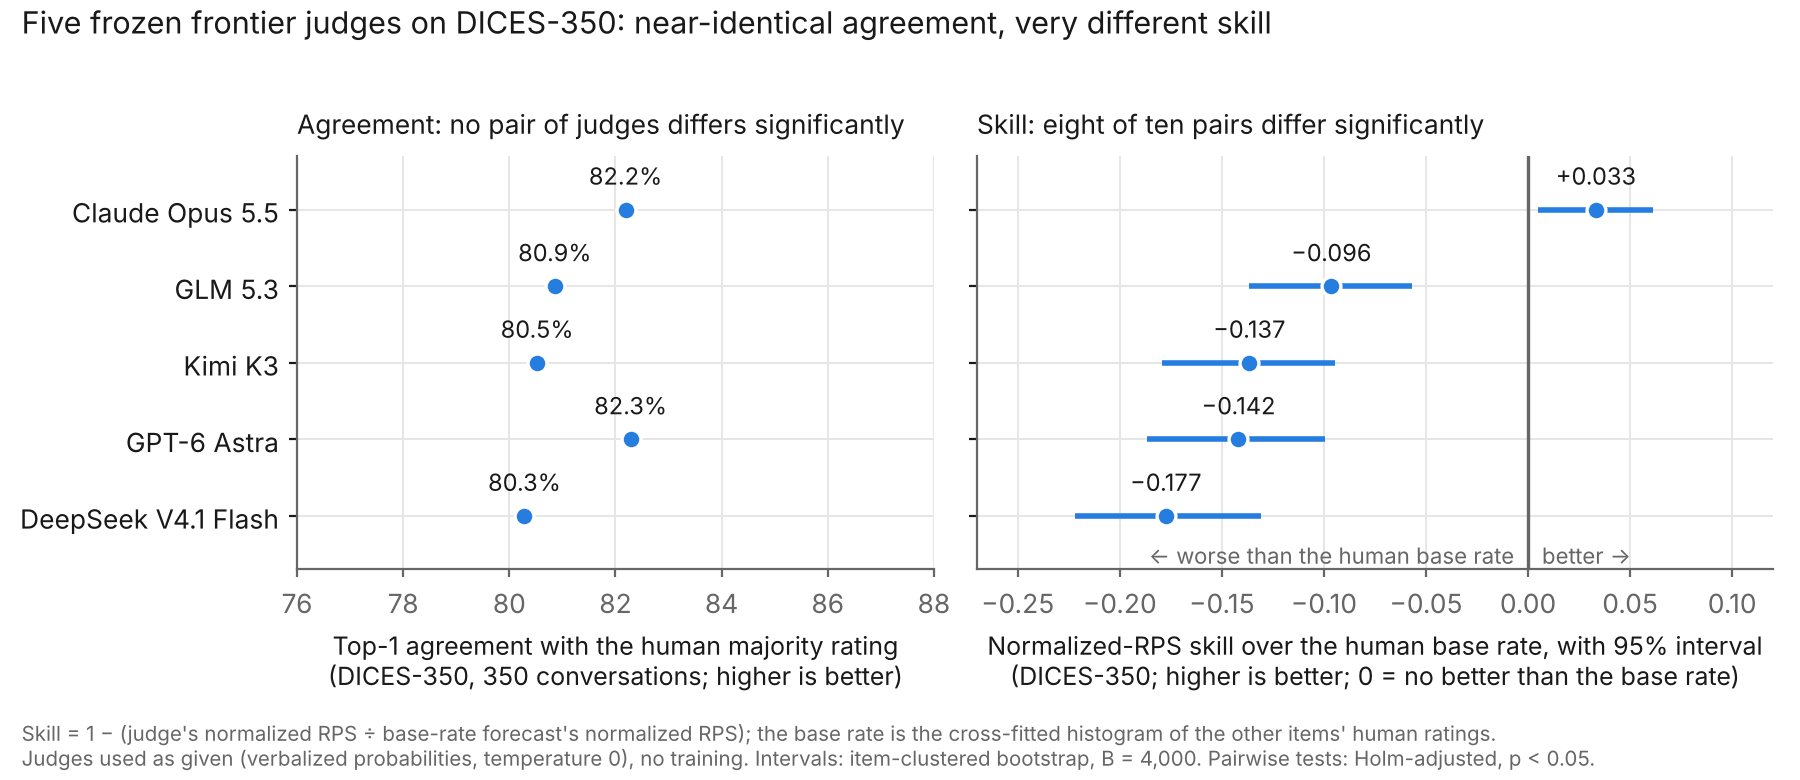 Five frozen frontier judges on DICES-350: near-identical agreement, very different skill
Agreement: no pair of judges differs significantly
Skill: eight of ten pairs differ significantly
Claude Opus 5.5
GLM 5.3
Kimi K3
GPT-6 Astra
DeepSeek V4.1 Flash
82.2%
80.9%
80.5%
82.3%
80.3%
76 78 80 82 84 86 88
Top-1 agreement with the human majority rating
(DICES-350, 350 conversations; higher is better)
+0.033
−0.096
−0.137
−0.142
−0.177
← worse than the human base rate
better →
−0.25 −0.20 −0.15 −0.10 −0.05 0.00 0.05 0.10
Normalized-RPS skill over the human base rate, with 95% interval
(DICES-350; higher is better; 0 = no better than the base rate)
Skill = 1 − (judge's normalized RPS ÷ base-rate forecast's normalized RPS); the base rate is the cross-fitted histogram of the other items' human ratings.
Judges used as given (verbalized probabilities, temperature 0), no training. Intervals: item-clustered bootstrap, B = 4,000. Pairwise tests: Holm-adjusted, p < 0.05.